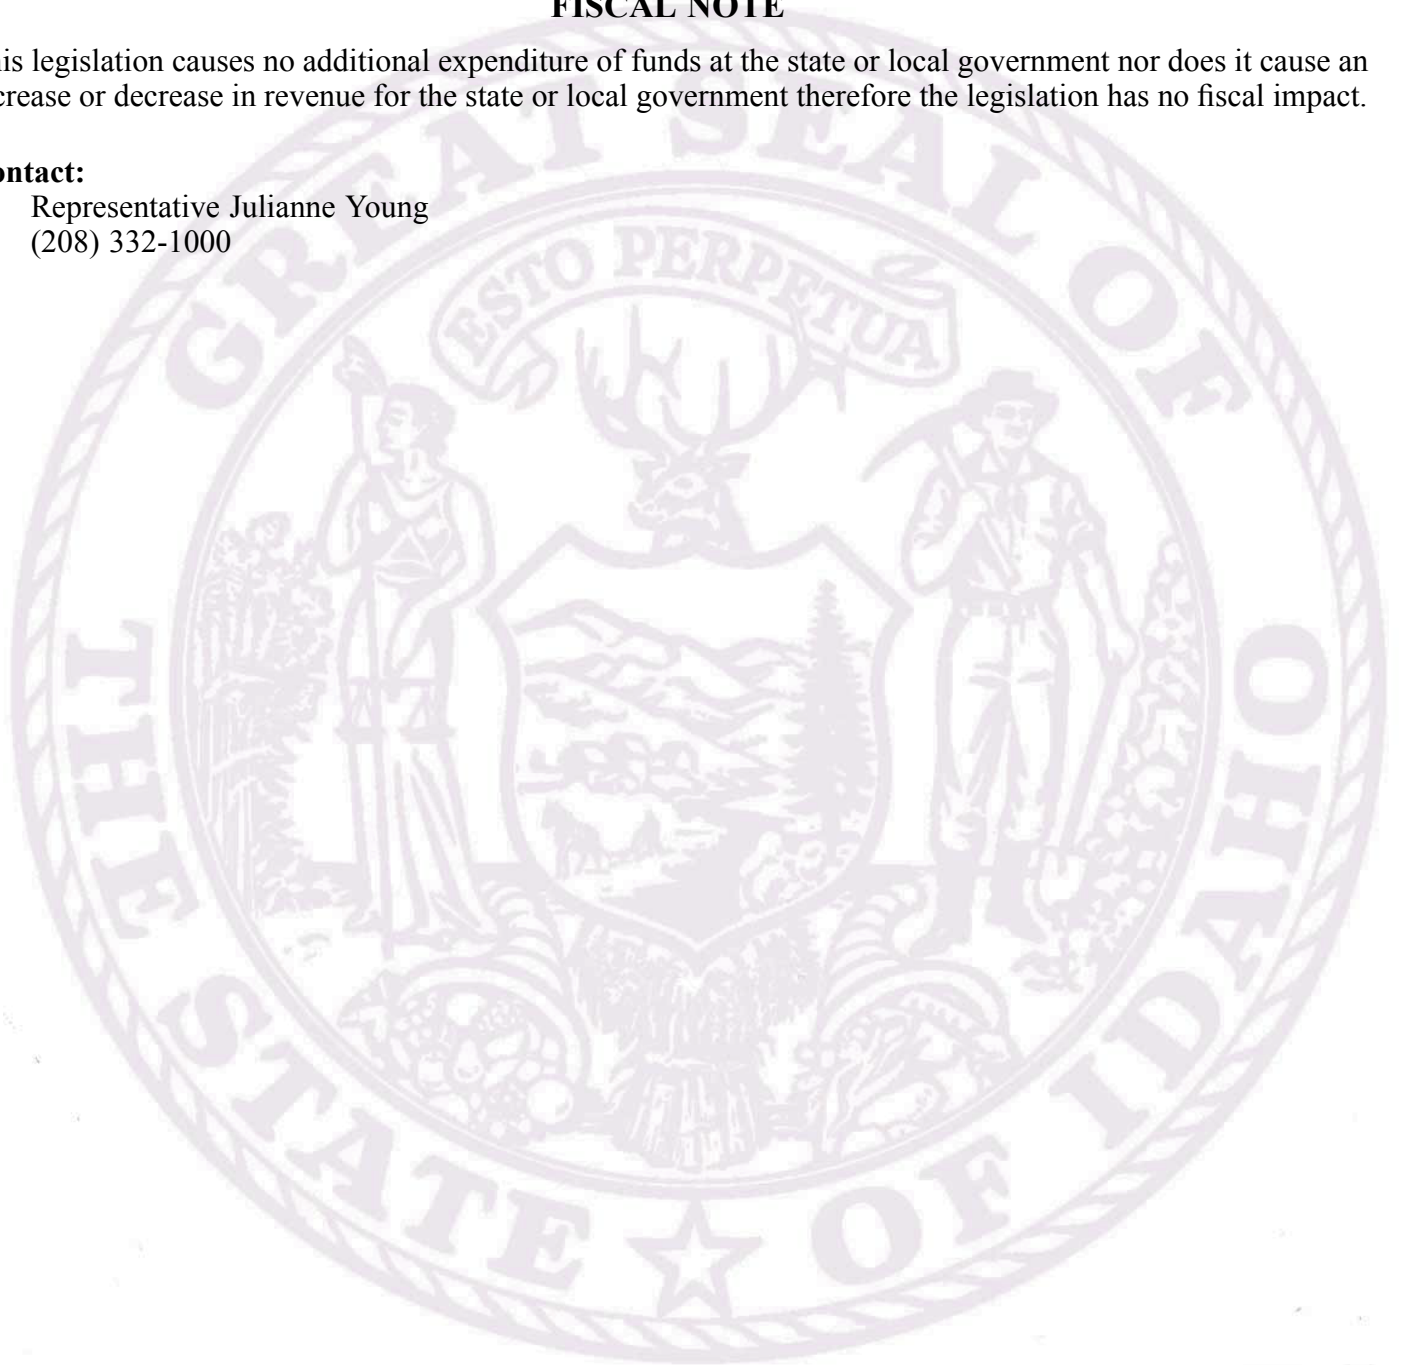 FISCAL NOTE
is legislation causes no additional expenditure of funds at the state or local government nor does it cause an
crease or decrease in revenue for the state or local government therefore the legislation has no fiscal impact.
ontact:
Representative Julianne Young
(208) 332-1000
GREAT SEAL OF
ESTO PERPETUA
THE
IDAHO
STATE ☆ OF